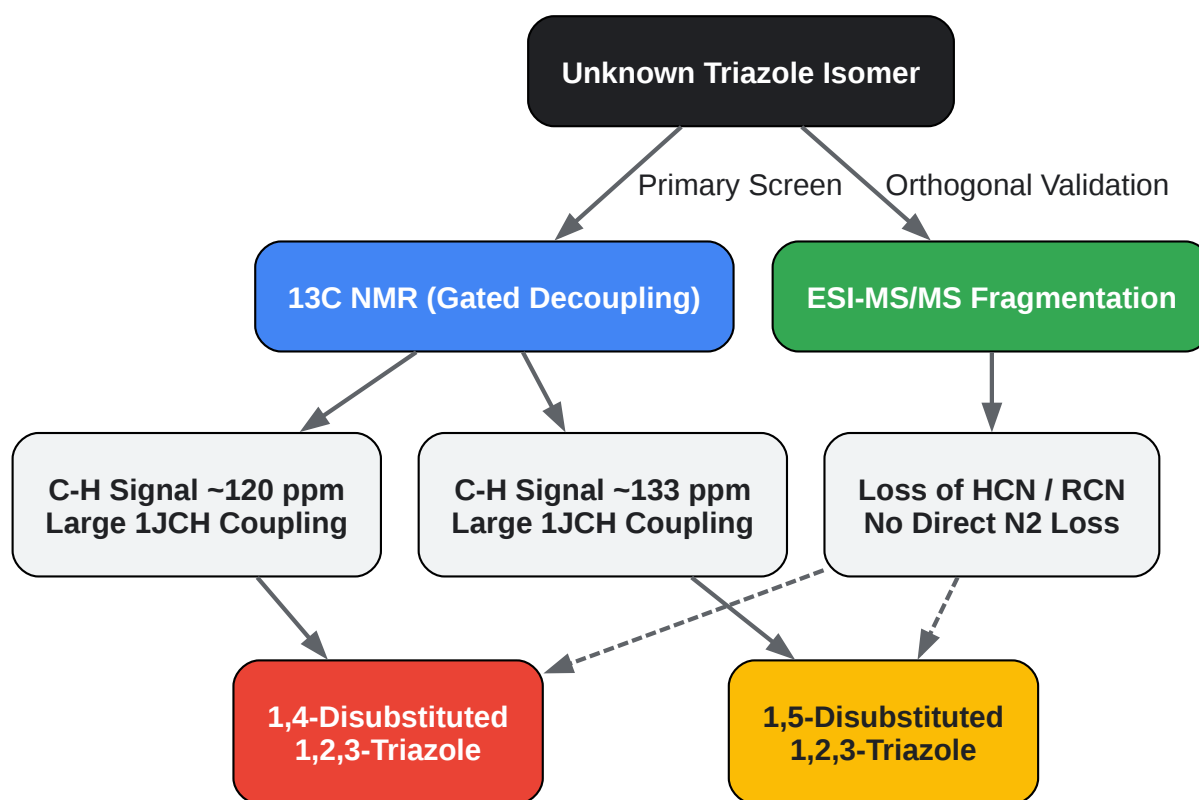 Unknown Triazole Isomer
Primary Screen
Orthogonal Validation
13C NMR (Gated Decoupling)
ESI-MS/MS Fragmentation
C-H Signal ~120 ppm
Large 1JCH Coupling
C-H Signal ~133 ppm
Large 1JCH Coupling
Loss of HCN / RCN
No Direct N2 Loss
1,4-Disubstituted
1,2,3-Triazole
1,5-Disubstituted
1,2,3-Triazole